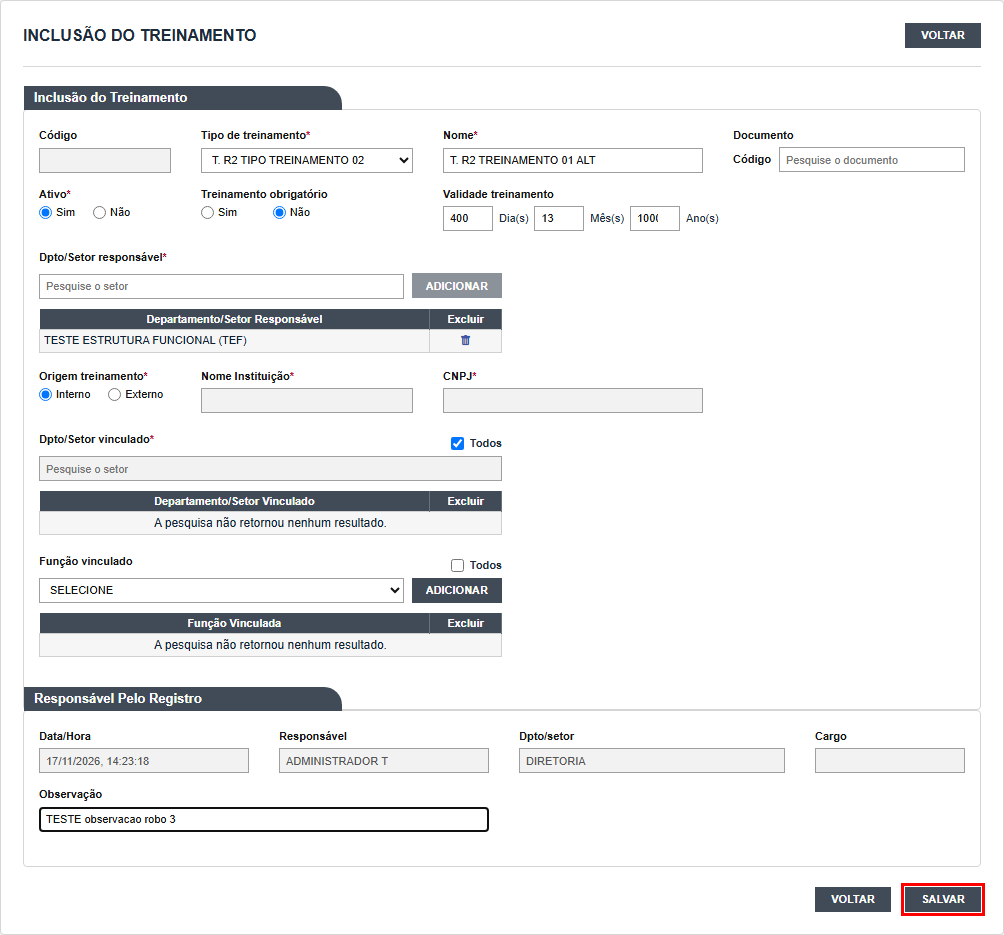 INCLUSÃO DO TREINAMENTO
VOLTAR
Inclusão do Treinamento
Código
Tipo de treinamento*
Nome*
Documento
T. R2 TIPO TREINAMENTO 02
T. R2 TREINAMENTO 01 ALT
Código
Pesquise o documento
Ativo*
Treinamento obrigatório
Validade treinamento
Sim
Não
Sim
Não
400
Dia(s)
13
Mês(s)
Ano(s)
Dpto/Setor responsável*
Pesquise o setor
ADICIONAR
Departamento/Setor Responsável
Excluir
TESTE ESTRUTURA FUNCIONAL (TEF)
Origem treinamento*
Nome Instituição*
CNPJ*
Interno
Externo
Dpto/Setor vinculado*
Todos
Pesquise o setor
Departamento/Setor Vinculado
Excluir
A pesquisa não retornou nenhum resultado.
Função vinculado
Todos
SELECIONE
ADICIONAR
Função Vinculada
Excluir
A pesquisa não retornou nenhum resultado.
Responsável Pelo Registro
Data/Hora
Responsável
Dpto/setor
Cargo
17/11/2026, 14:23:18
ADMINISTRADOR T
DIRETORIA
Observação
TESTE observacao robo 3
VOLTAR
SALVAR